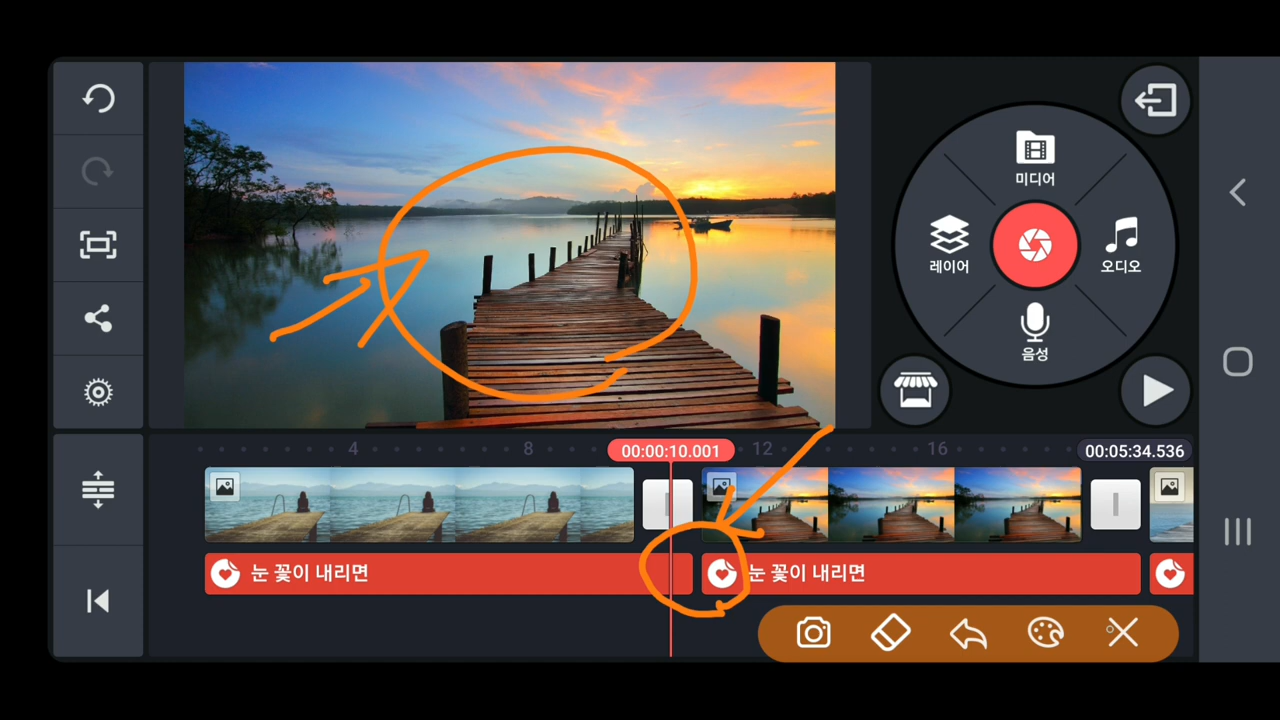 미디어
레이어
오디오
음성
4
8
00:00:10.001
12
16
00:05:34.536
눈 꽃이 내리면
눈 꽃이 내리면